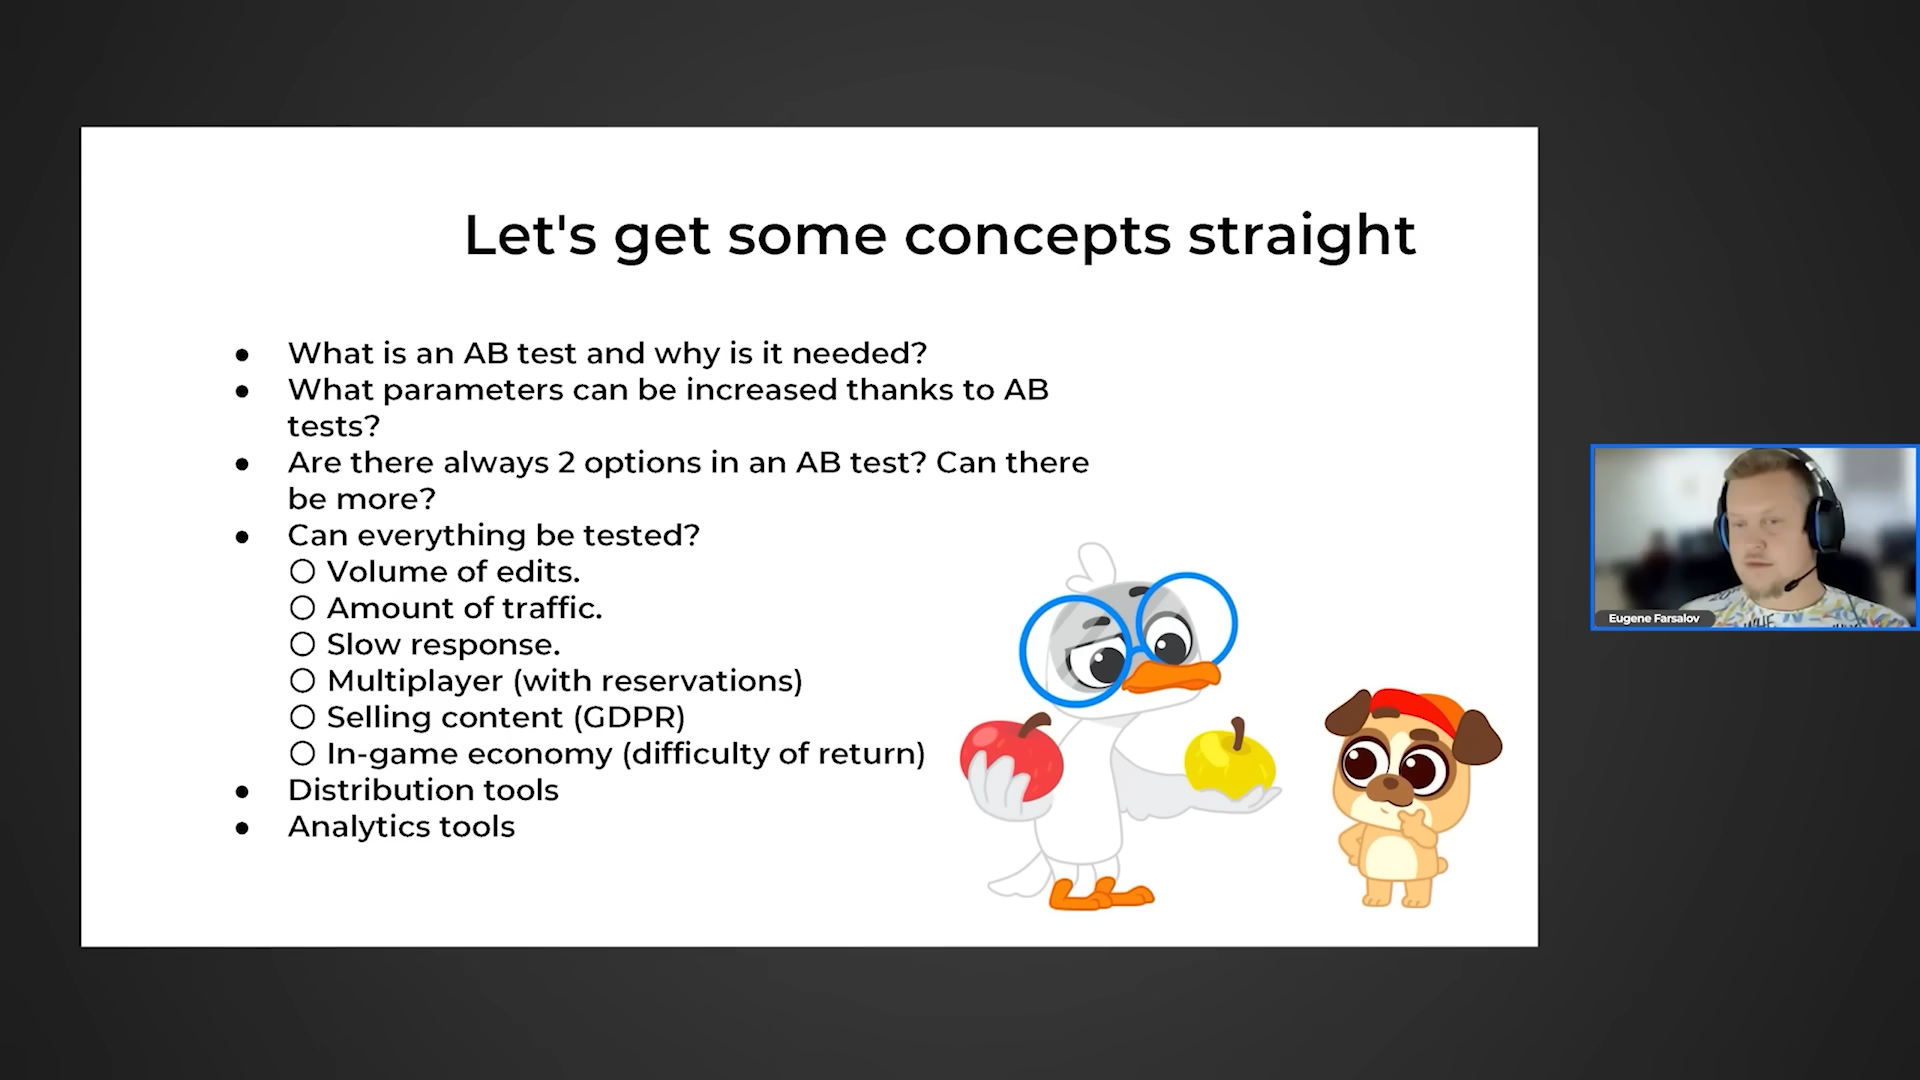 Let's get some concepts straight
● What is an AB test and why is it needed?
● What parameters can be increased thanks to AB
tests?
● Are there always 2 options in an AB test? Can there
be more?
● Can everything be tested?
○ Volume of edits.
○ Amount of traffic.
○ Slow response.
○ Multiplayer (with reservations)
○ Selling content (GDPR)
○ In-game economy (difficulty of return)
● Distribution tools
● Analytics tools
Eugene Farsalov